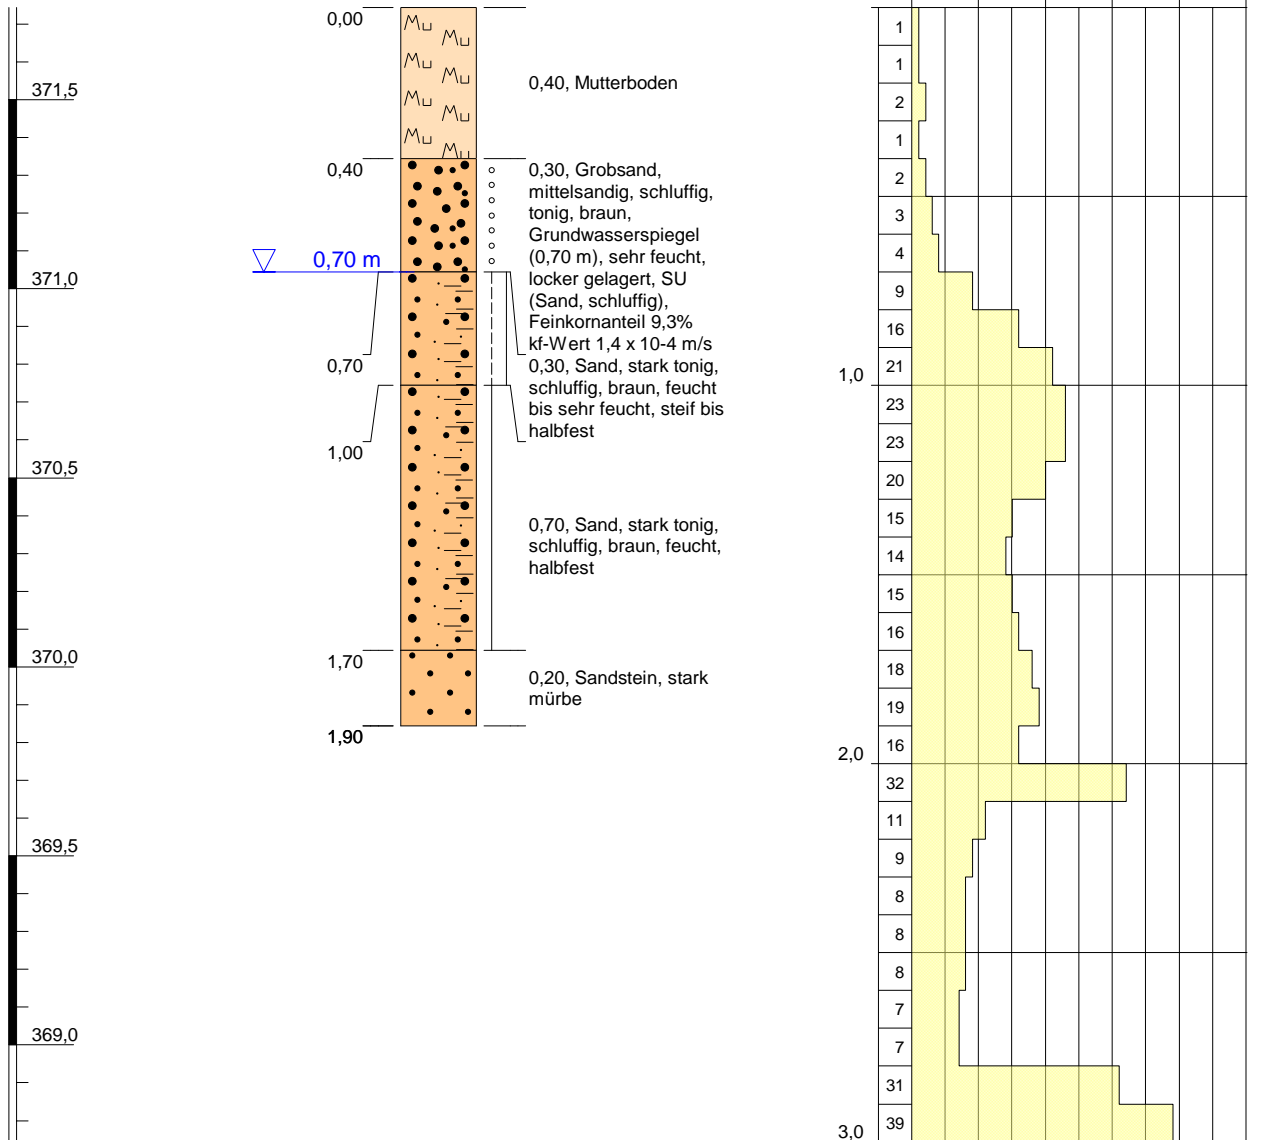 371,5
371,0
370,5
370,0
369,5
369,0
0,00
0,40
0,70 m
0,70
1,00
1,70
1,90
0,40, Mutterboden
0,30, Grobsand,
mittelsandig, schluffig,
tonig, braun,
Grundwasserspiegel
(0,70 m), sehr feucht,
locker gelagert, SU
(Sand, schluffig),
Feinkornanteil 9,3%
kf-Wert 1,4 x 10-4 m/s
0,30, Sand, stark tonig,
schluffig, braun, feucht
bis sehr feucht, steif bis
halbfest
0,70, Sand, stark tonig,
schluffig, braun, feucht,
halbfest
0,20, Sandstein, stark
mürbe
1,0
2,0
3,0
1
1
2
1
2
3
4
9
16
21
23
23
20
15
14
15
16
18
19
16
32
11
9
8
8
8
7
7
31
39